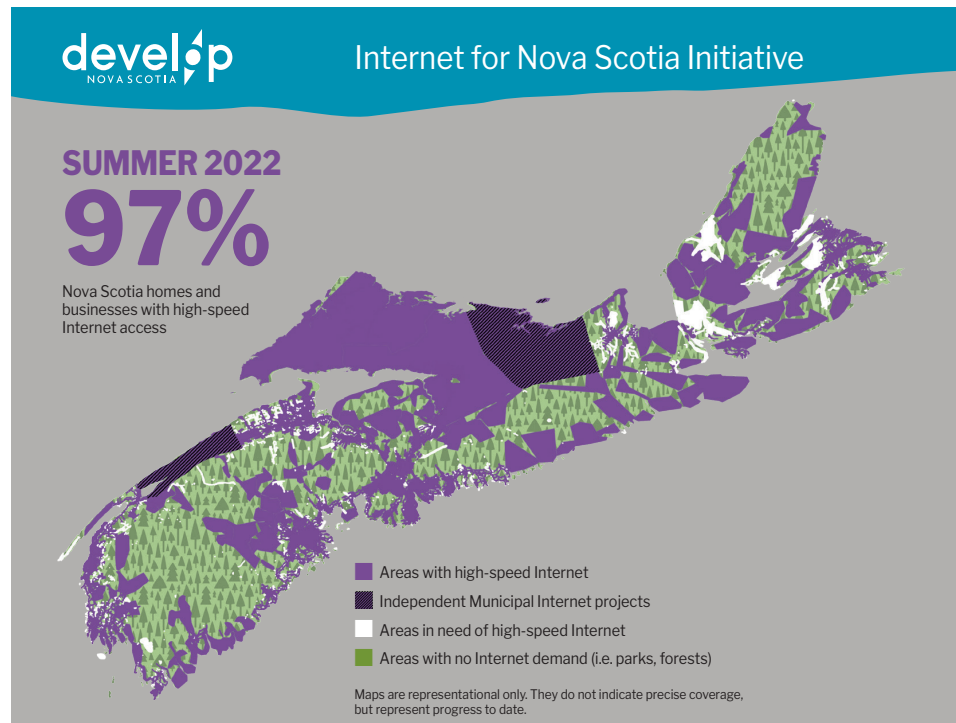 develop
NOVA SCOTIA
Internet for Nova Scotia Initiative
SUMMER 2022
97%
Nova Scotia homes and
businesses with high-speed
Internet access
Areas with high-speed Internet
Independent Municipal Internet projects
Areas in need of high-speed Internet
Areas with no Internet demand (i.e. parks, forests)
Maps are representational only. They do not indicate precise coverage,
but represent progress to date.